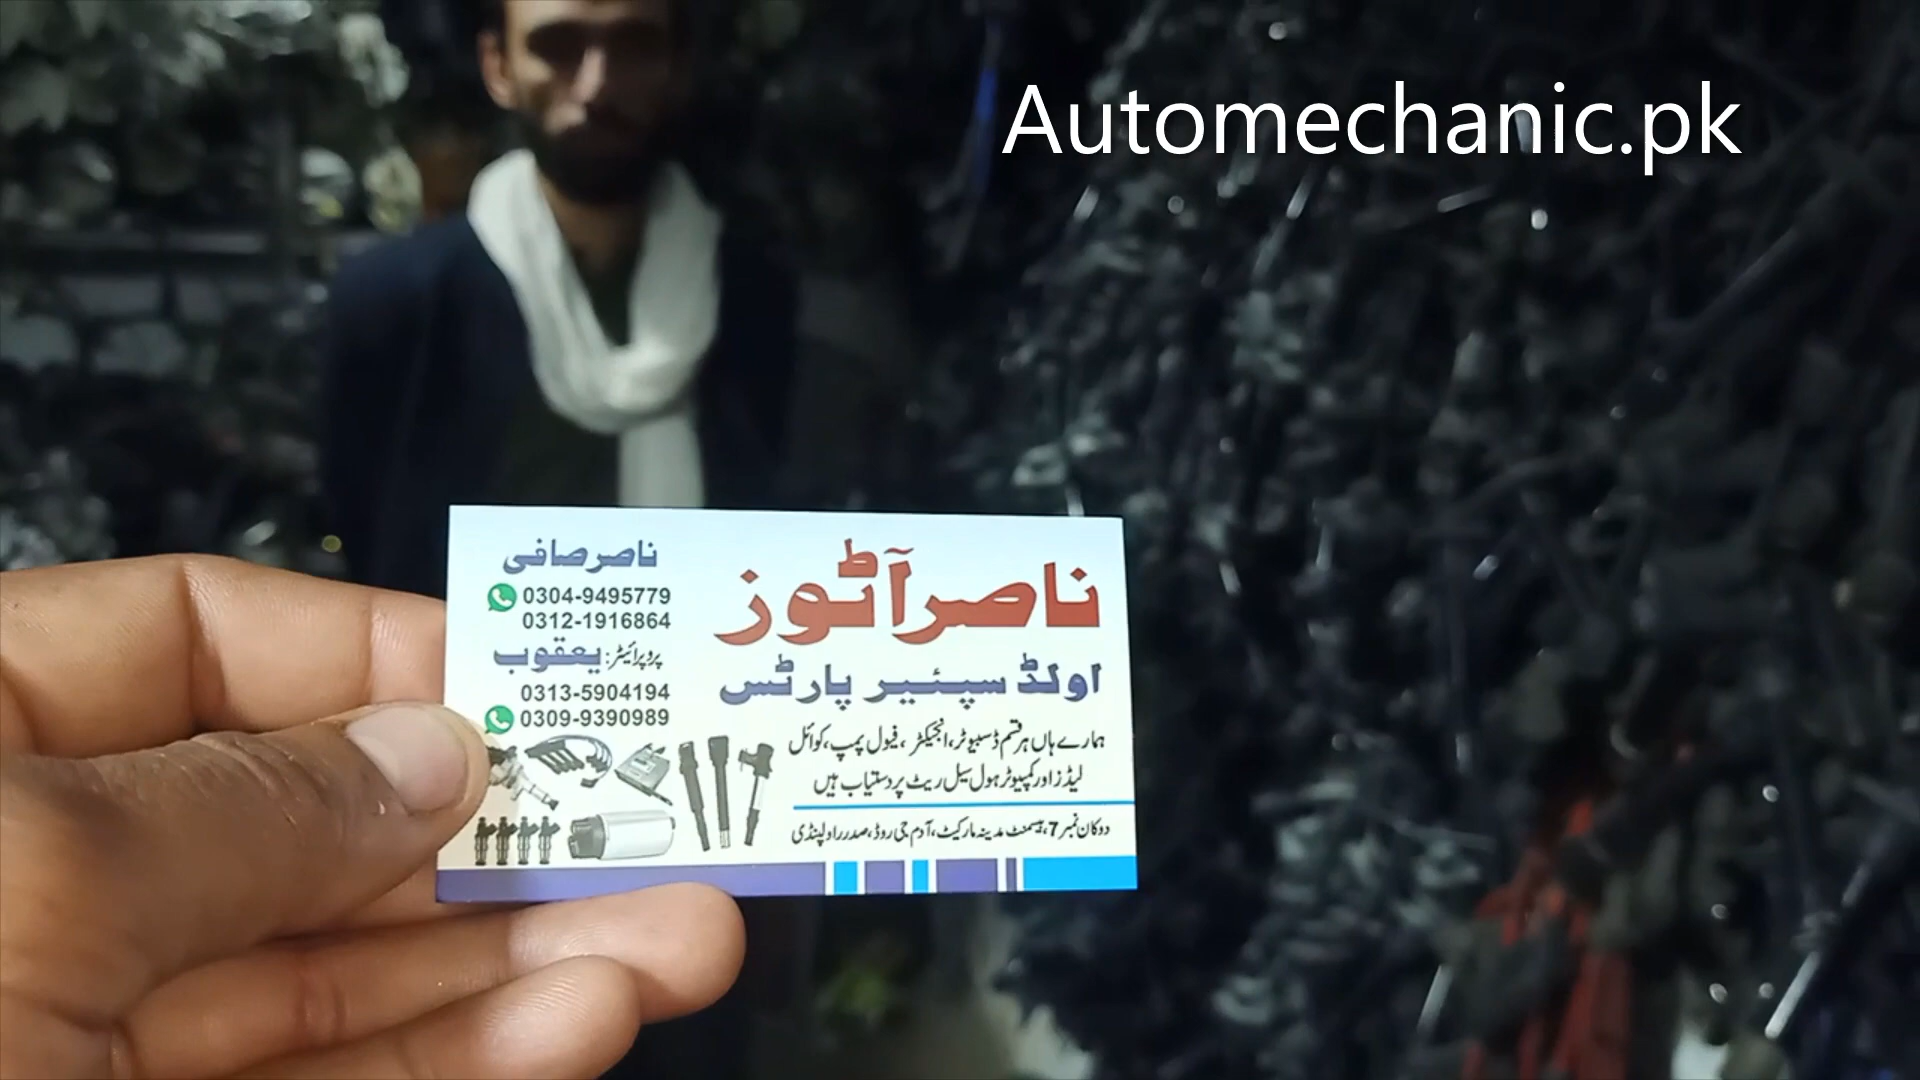 Automechanic.pk
ناصر آٹوز
اولڈ سپئیر پارٹس
ہمارے ہاں ہر قسم ڈسبیوٹر، انجیکٹر، فیول پمپ، کوائل
لیڈز اور کمپیوٹر ہول سیل ریٹ پر دستیاب ہیں
دوکان نمبر 7، بیسمنٹ مدینہ مارکیٹ، آدم جی روڈ، صدر راولپنڈی
ناصر صافی
0304-9495779
0312-1916864
پروپرائیٹر: یعقوب
0313-5904194
0309-9390989